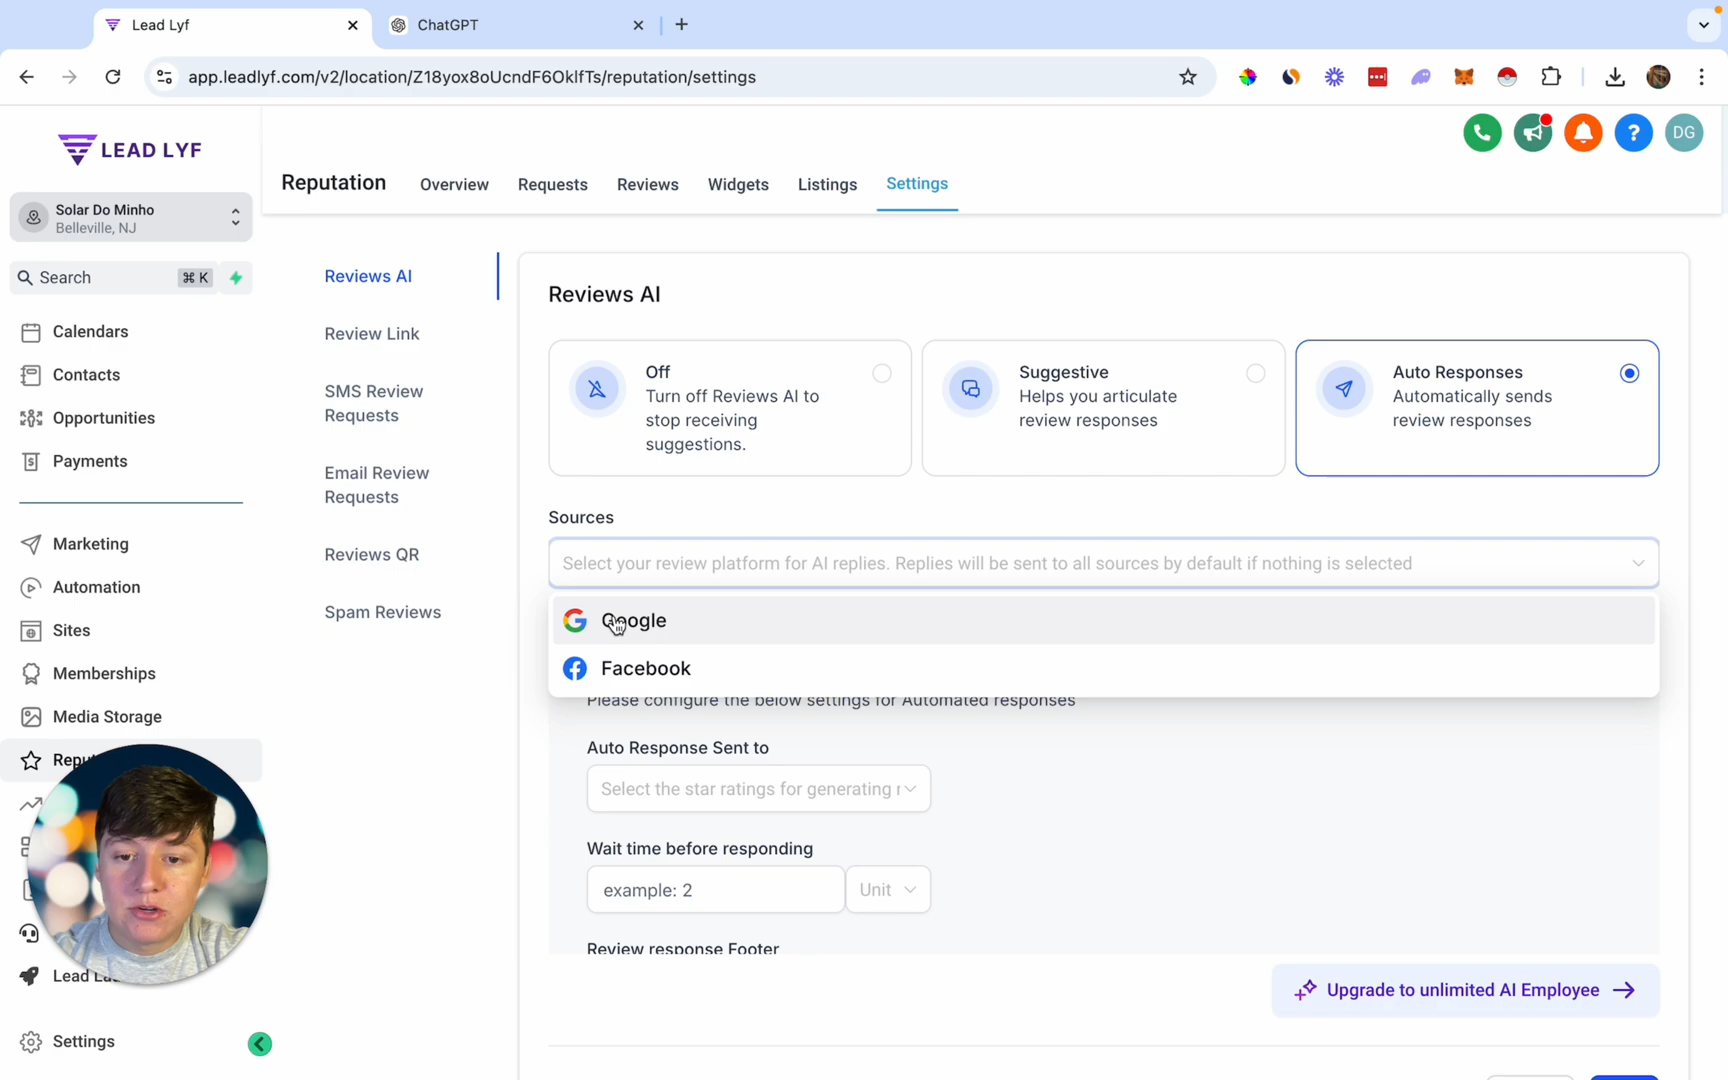 Lead Lyf
ChatGPT
app.leadlyf.com/v2/location/Z18yox8oUcndF6OklfTs/reputation/settings
LEAD LYF
Solar Do Minho
Belleville, NJ
Search
⌘ K
Calendars
Contacts
Opportunities
Payments
Marketing
Automation
Sites
Memberships
Media Storage
Lead
Settings
Reputation
Overview
Requests
Reviews
Widgets
Listings
Settings
DG
Reviews AI
Review Link
SMS Review
Requests
Email Review
Requests
Reviews QR
Spam Reviews
Reviews AI
Off
Turn off Reviews AI to
stop receiving
suggestions.
Suggestive
Helps you articulate
review responses
Auto Responses
Automatically sends
review responses
Sources
Select your review platform for AI replies. Replies will be sent to all sources by default if nothing is selected
Google
Facebook
Please configure the below settings for Automated responses
Auto Response Sent to
Select the star ratings for generating r
Wait time before responding
example: 2
Unit
Review response Footer
Upgrade to unlimited AI Employee